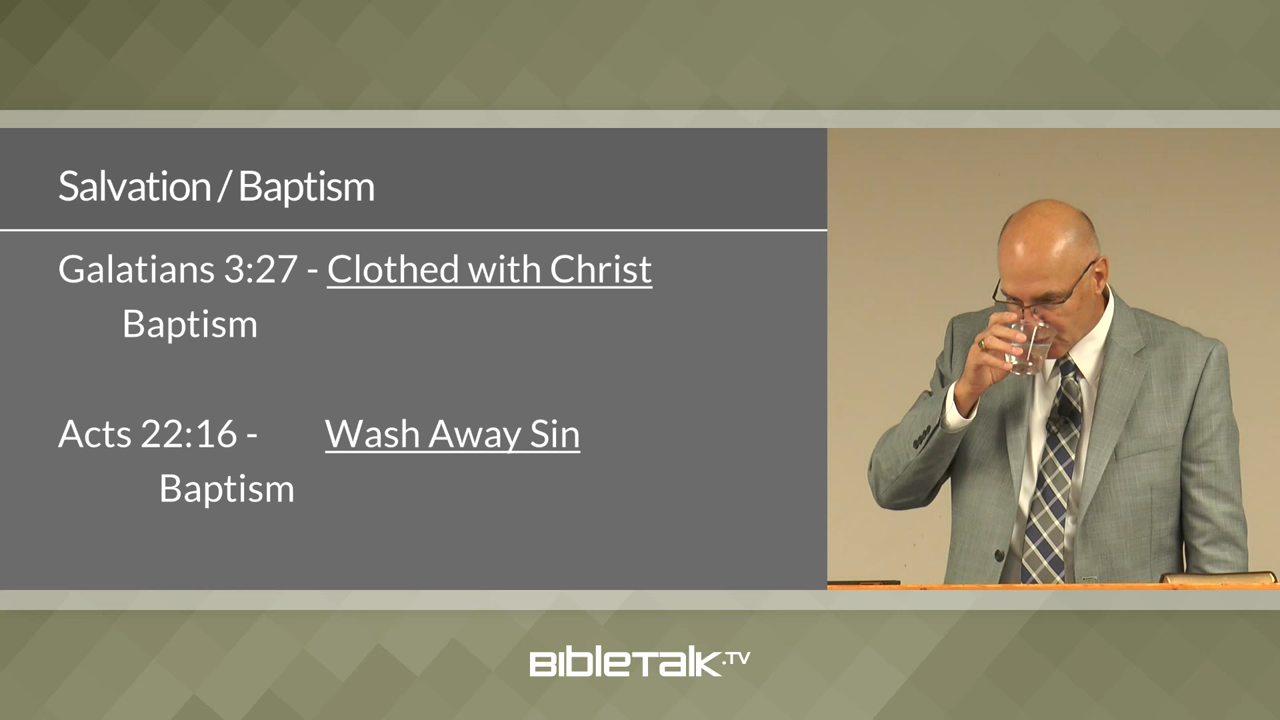 Salvation / Baptism
Galatians 3:27 - Clothed with Christ
Baptism
Acts 22:16 - Wash Away Sin
Baptism
BibleTalk.TV